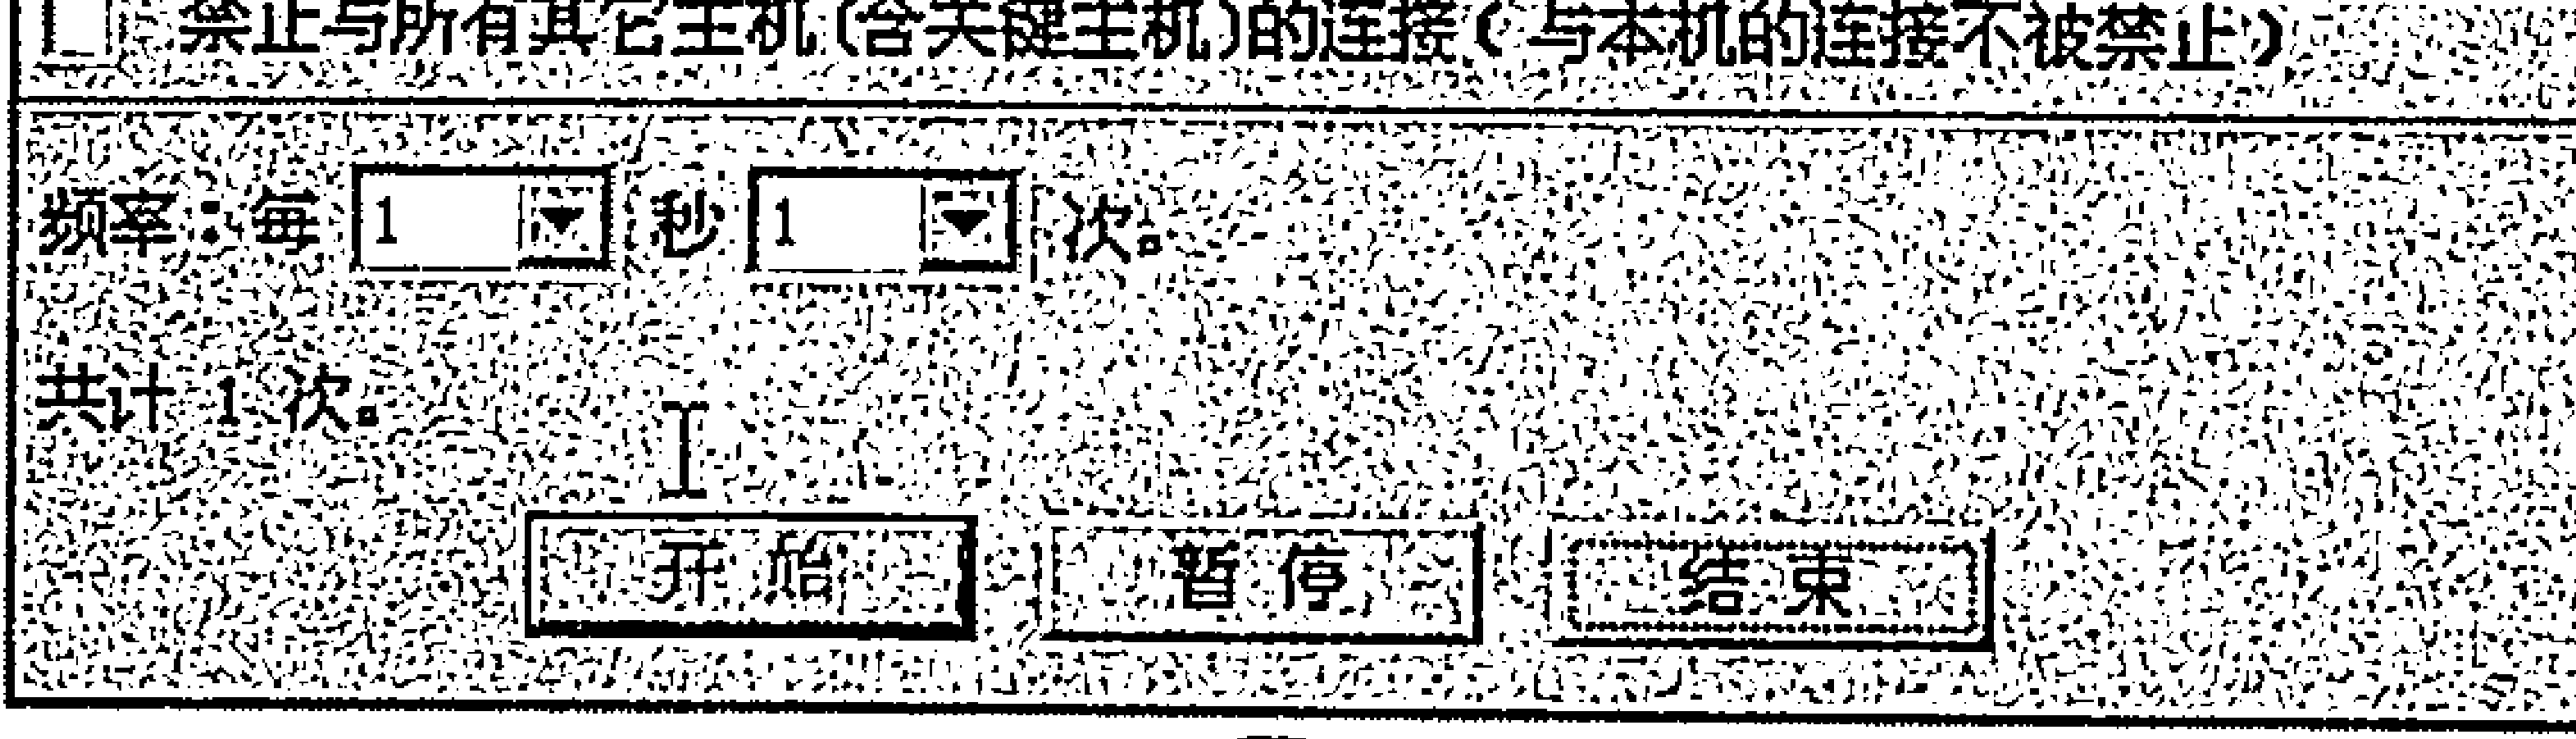 禁止与所有其它主机(含关键主机)的连接(与本机的连接不被禁止)
频率:每 1 秒 1 次。
共计 1 次。
开 始 暂 停 结 束